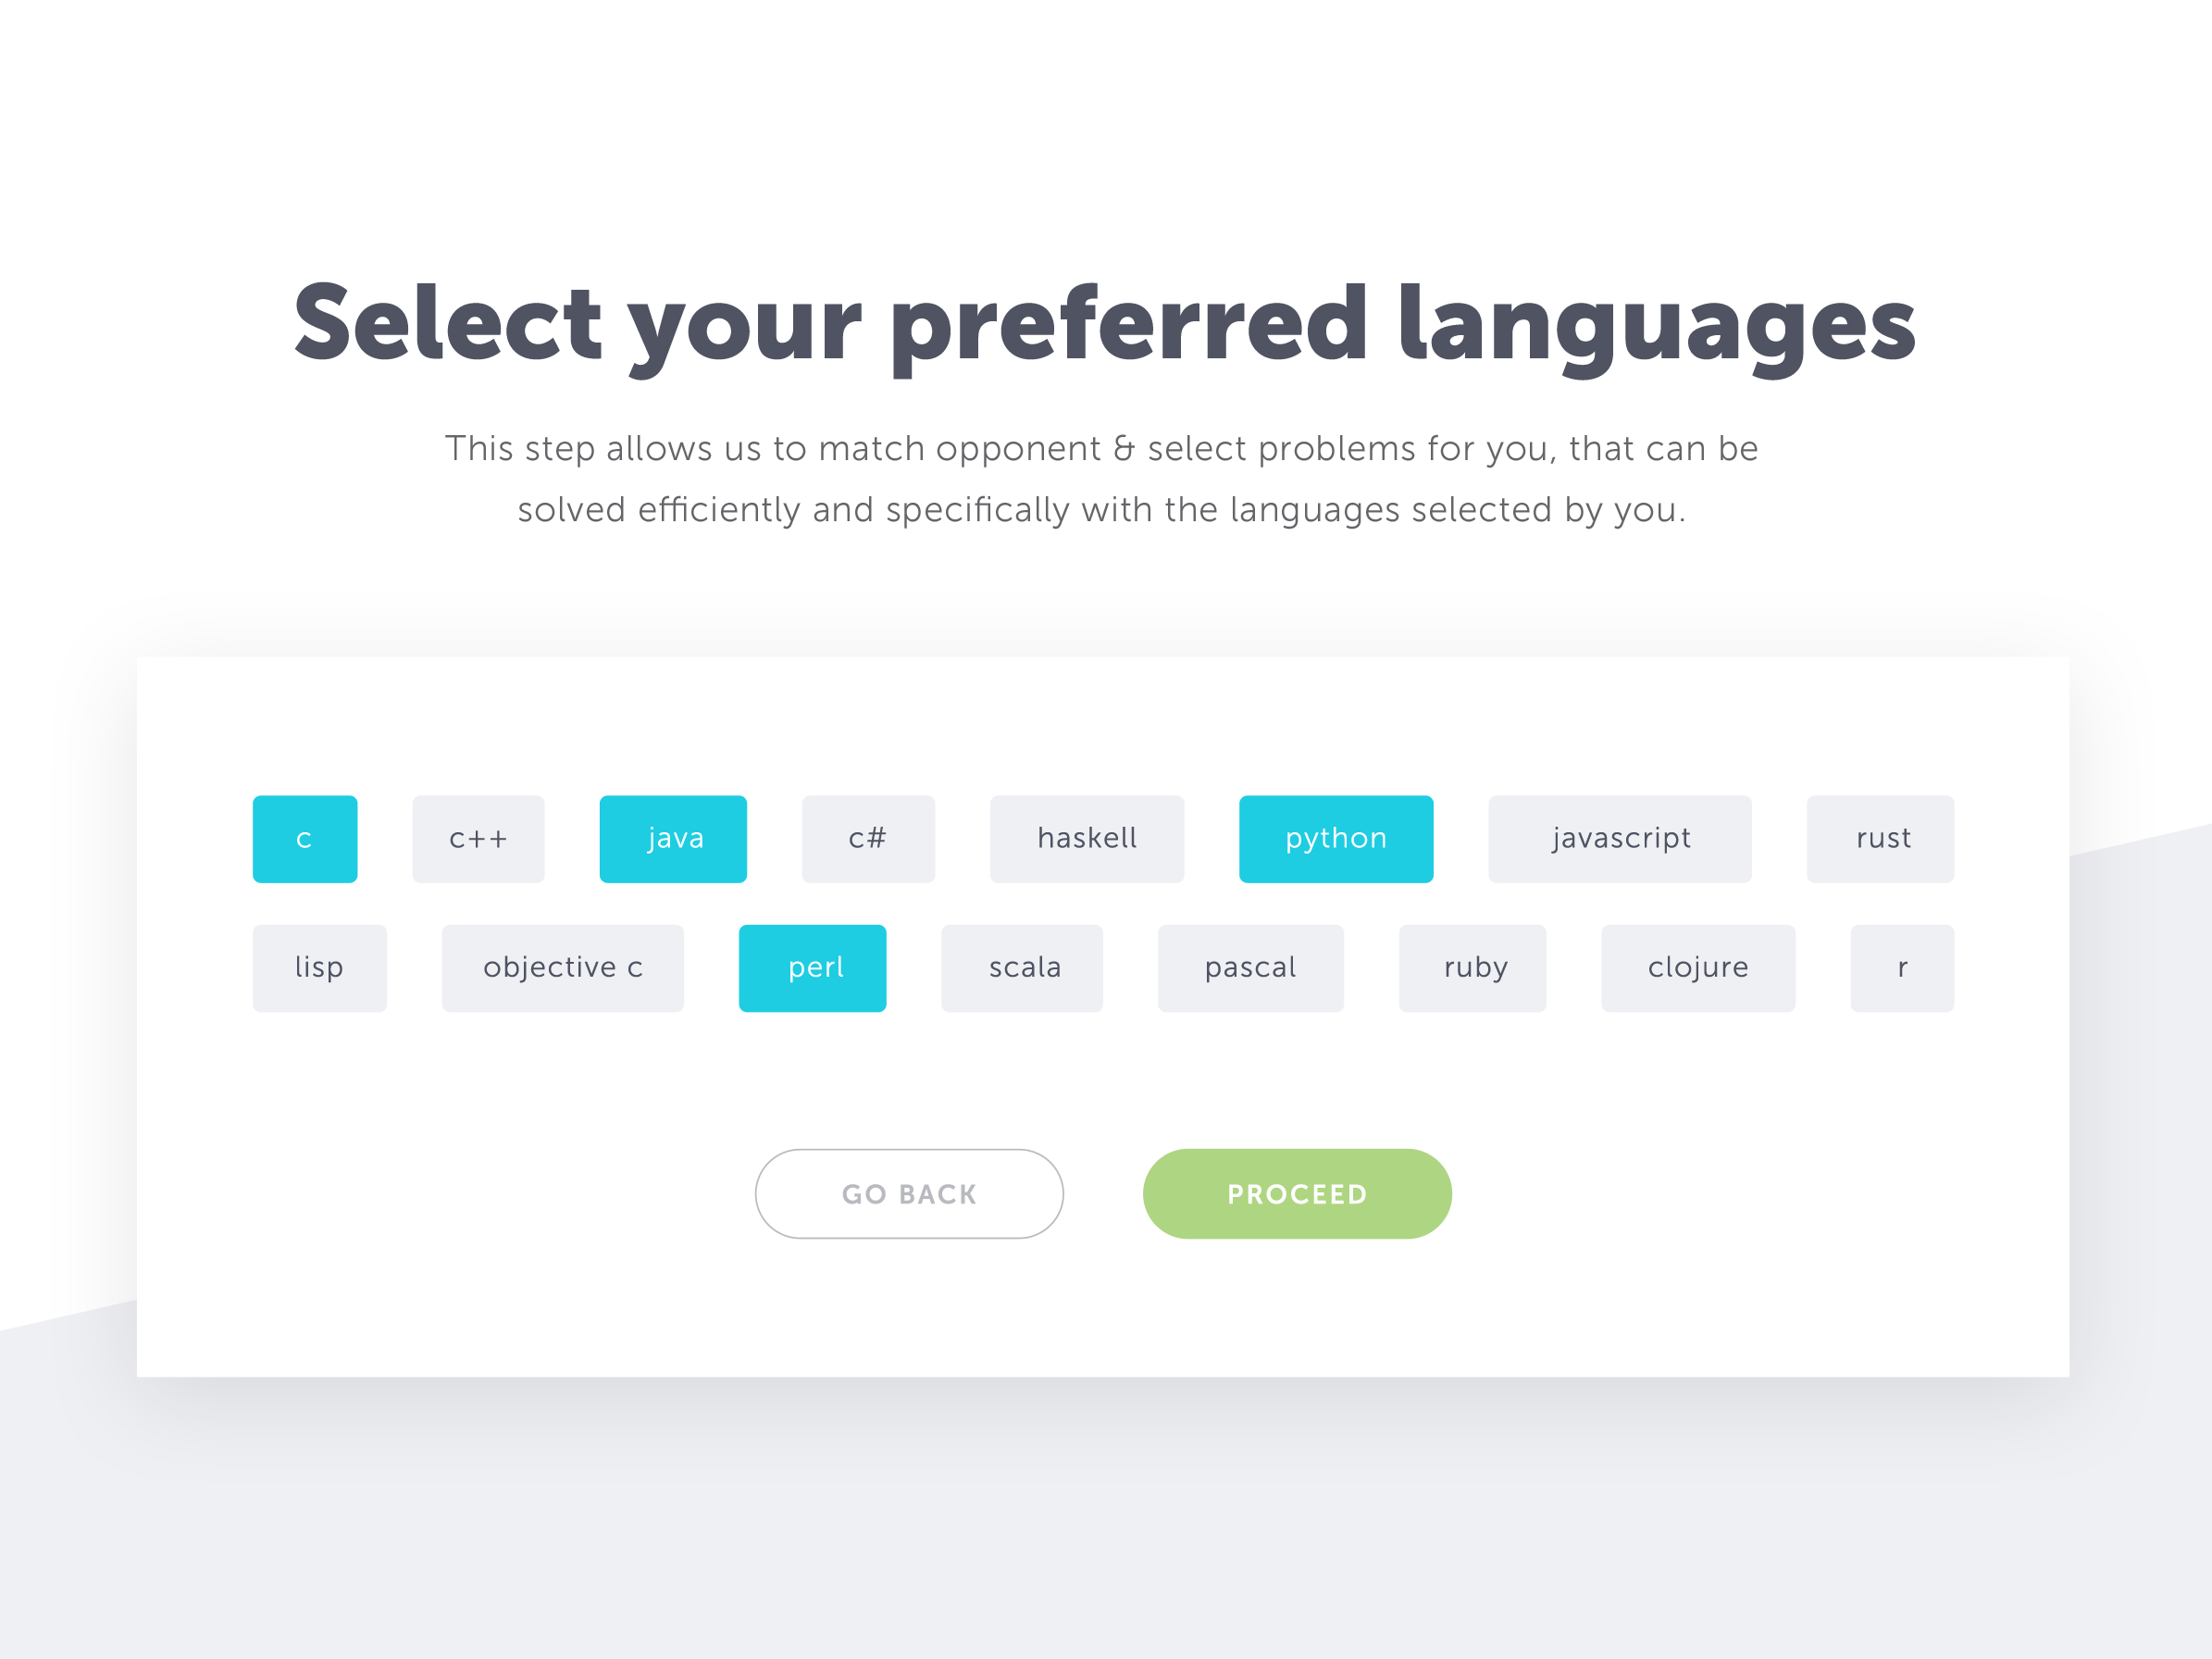 Select your preferred languages
This step allows us to match opponent & select problems for you, that can be
solved efficiently and specifically with the languages selected by you.
c c++ java c# haskell python javascript rust
lisp objective c perl scala pascal ruby clojure r
GO BACK PROCEED